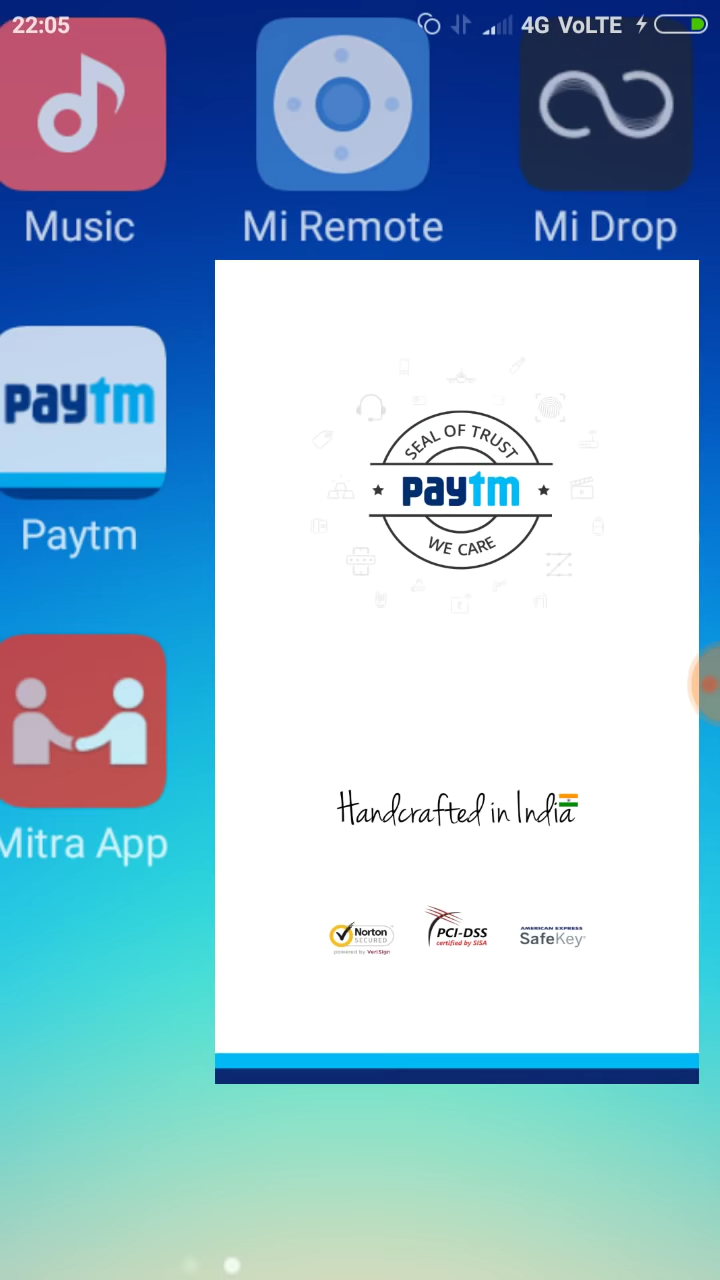 22:05
4G VoLTE
Music
Mi Remote
Mi Drop
paytm
Paytm
SEAL OF TRUST
paytm
WE CARE
Mitra App
Handcrafted in India
Norton
SECURED
powered by VeriSign
PCI-DSS
certified by SISA
AMERICAN EXPRESS
SafeKey